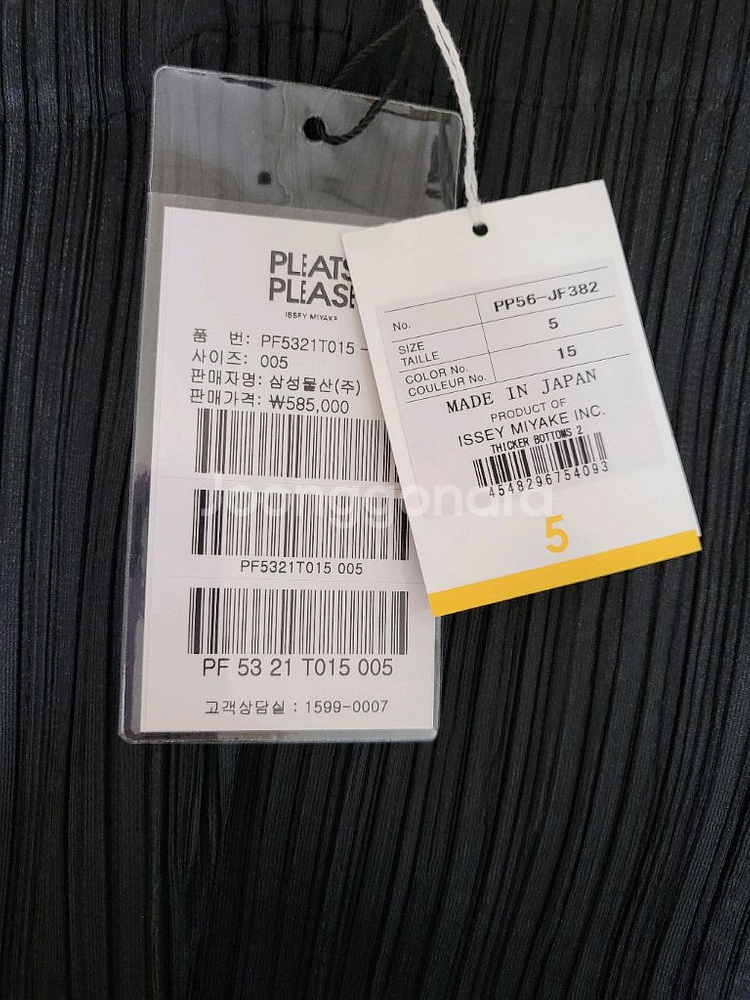 PLEATS
PLEASE
ISSEY MIYAKE
품 번: PF5321T015 -
사이즈: 005
판매자명: 삼성물산(주)
판매가격: ₩585,000
PF5321T015 005
PF 53 21 T015 005
고객상담실 : 1599-0007
No. PP56-JF382
SIZE
TAILLE 5
COLOR No.
COULEUR No. 15
MADE IN JAPAN
PRODUCT OF
ISSEY MIYAKE INC.
THICKER BOTTOMS 2
4548296754093
5
Joonggonara